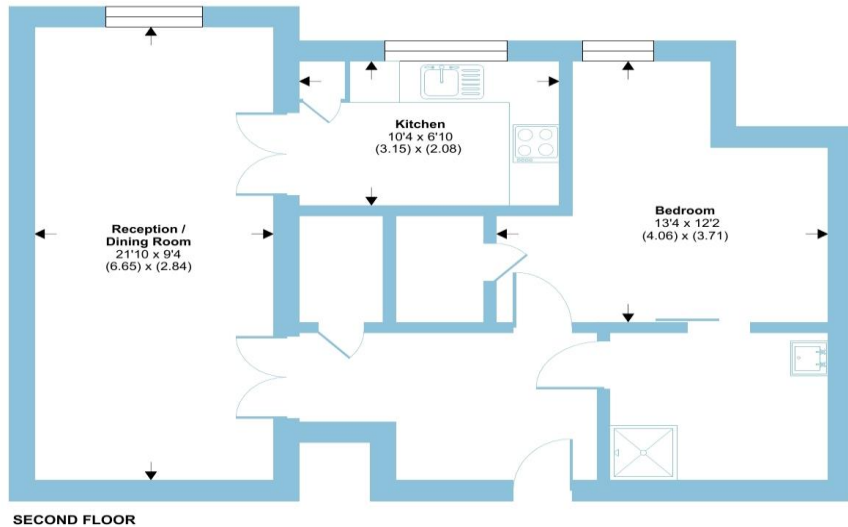 Kitchen
10'4 x 6'10
(3.15) x (2.08)
Reception /
Dining Room
21'10 x 9'4
(6.65) x (2.84)
Bedroom
13'4 x 12'2
(4.06) x (3.71)
SECOND FLOOR